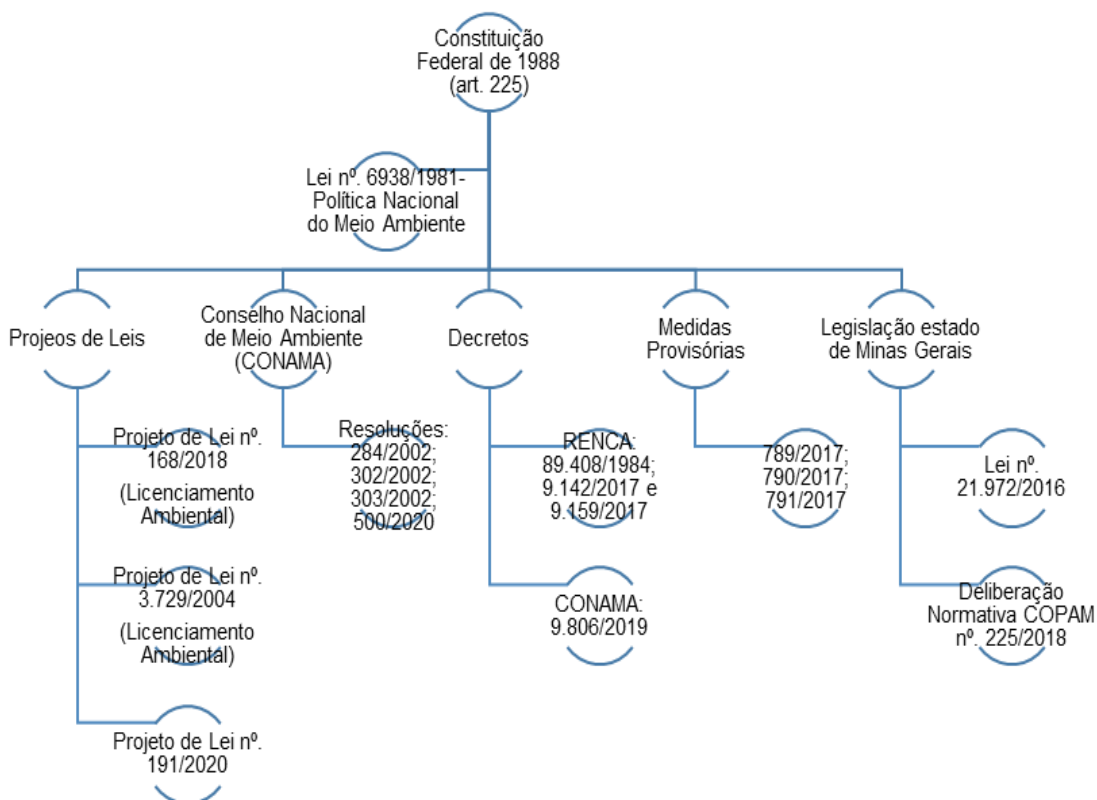 Constituição
Federal de 1988
(art. 225)
Lei nº. 6938/1981-
Política Nacional
do Meio Ambiente
Projeos de Leis
Conselho Nacional
de Meio Ambiente
(CONAMA)
Decretos
Medidas
Provisórias
Legislação estado
de Minas Gerais
Projeto de Lei nº.
168/2018
(Licenciamento
Ambiental)
Projeto de Lei nº.
3.729/2004
(Licenciamento
Ambiental)
Projeto de Lei nº.
191/2020
Resoluções:
284/2002;
302/2002;
303/2002;
500/2020
RENCA:
89.408/1984;
9.142/2017 e
9.159/2017
CONAMA:
9.806/2019
789/2017;
790/2017;
791/2017
Lei nº.
21.972/2016
Deliberação
Normativa COPAM
nº. 225/2018